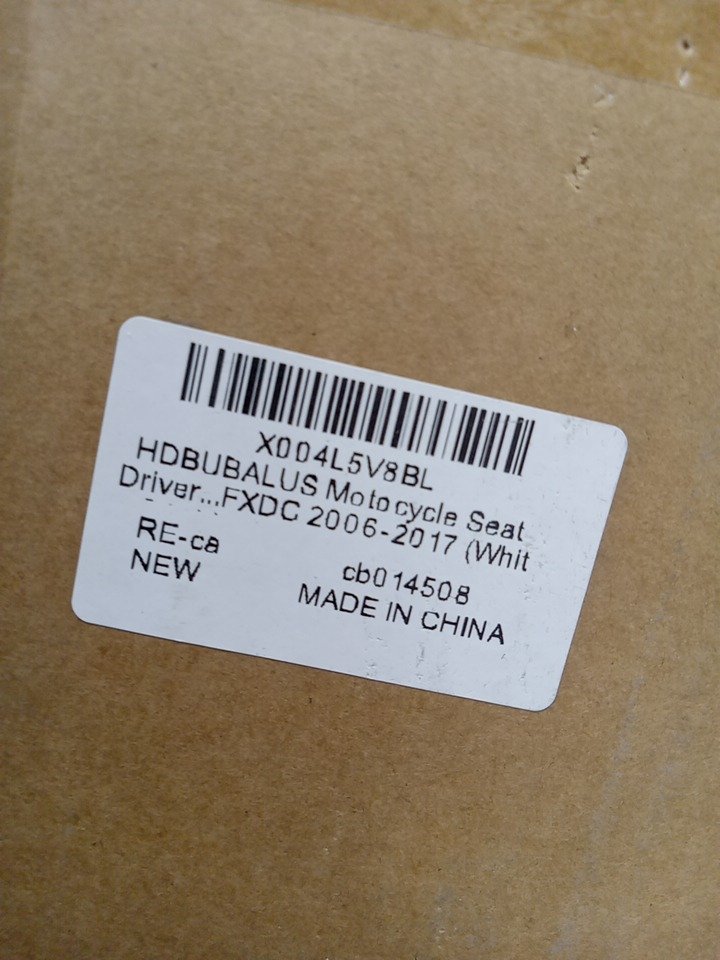 X004L5V8BL
HDBUBALUS Motocycle Seat
Driver...FXDC 2006-2017 (Whit
RE-ca
NEW
cb014508
MADE IN CHINA